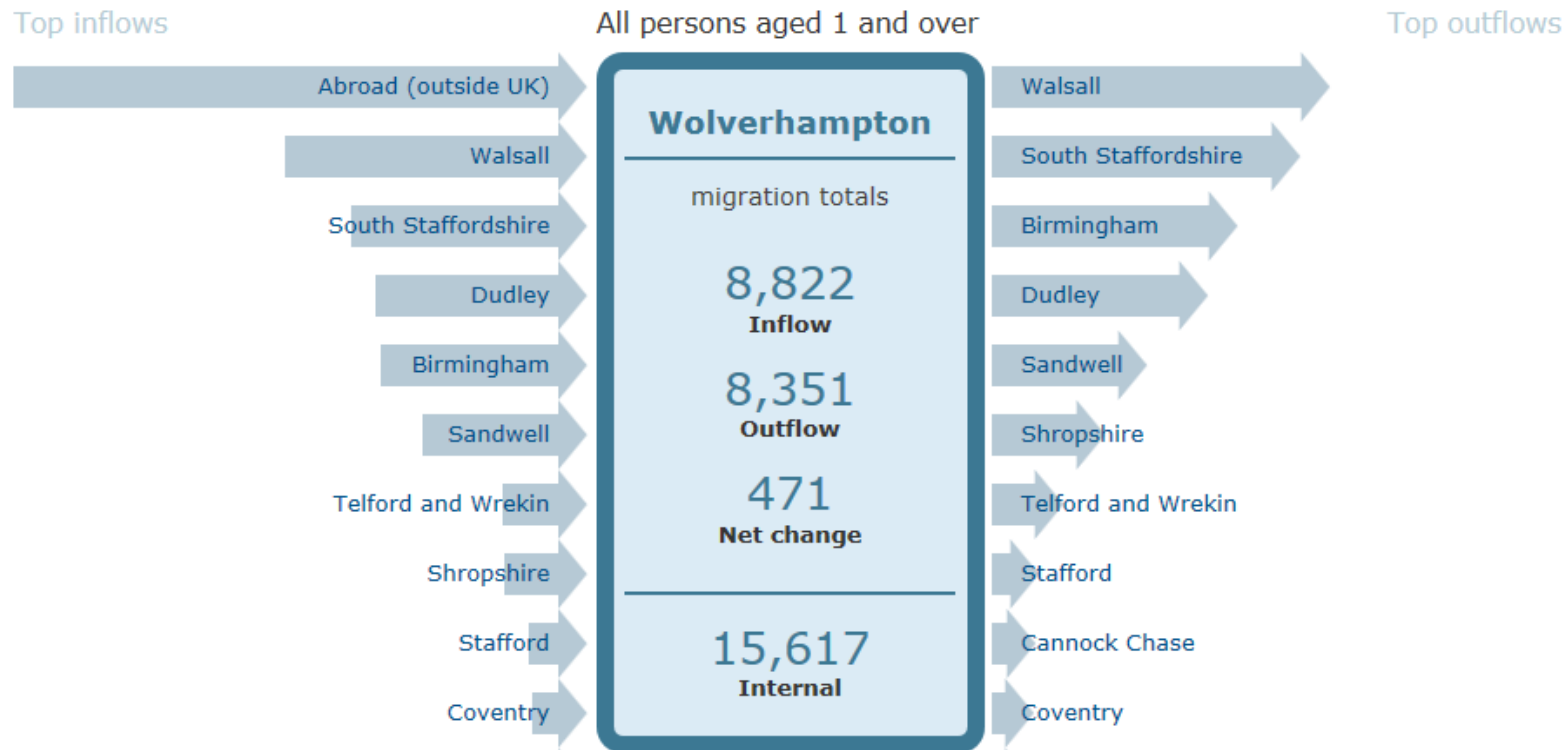 Top inflows
All persons aged 1 and over
Top outflows
Abroad (outside UK)
Walsall
South Staffordshire
Dudley
Birmingham
Sandwell
Telford and Wrekin
Shropshire
Stafford
Coventry
Wolverhampton
migration totals
8,822
Inflow
8,351
Outflow
471
Net change
15,617
Internal
Walsall
South Staffordshire
Birmingham
Dudley
Sandwell
Shropshire
Telford and Wrekin
Stafford
Cannock Chase
Coventry